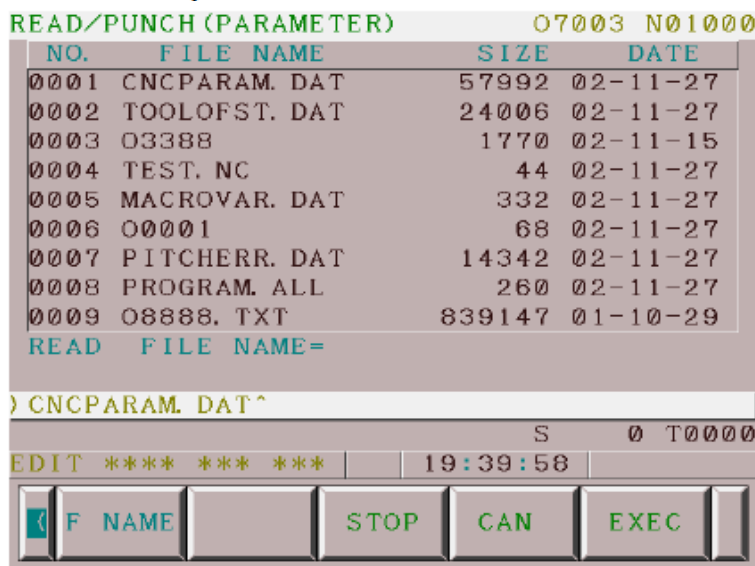 READ/PUNCH(PARAMETER) O7003 N01000
NO. FILE NAME SIZE DATE
0001 CNCPARAM. DAT 57992 02-11-27
0002 TOOLOFST. DAT 24006 02-11-27
0003 O3388 1770 02-11-15
0004 TEST. NC 44 02-11-27
0005 MACROVAR. DAT 332 02-11-27
0006 O0001 68 02-11-27
0007 PITCHERR. DAT 14342 02-11-27
0008 PROGRAM. ALL 260 02-11-27
0009 O8888. TXT 839147 01-10-29
READ FILE NAME=
) CNCPARAM. DAT^
S 0 T0000
EDIT **** *** *** 19:39:58
( F NAME STOP CAN EXEC